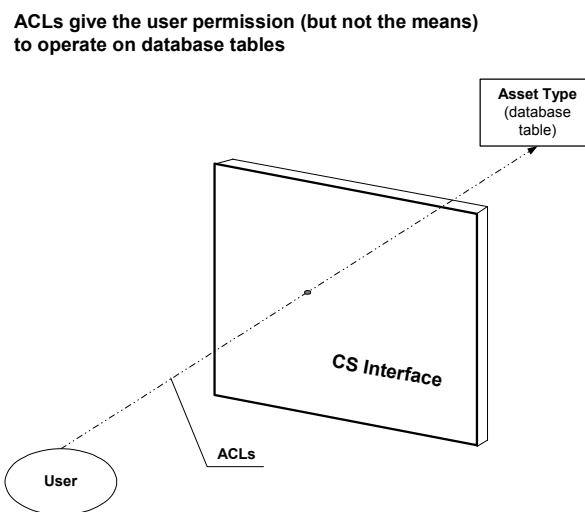 ACLs give the user permission (but not the means)
to operate on database tables
Asset Type
(database
table)
CS Interface
ACLs
User